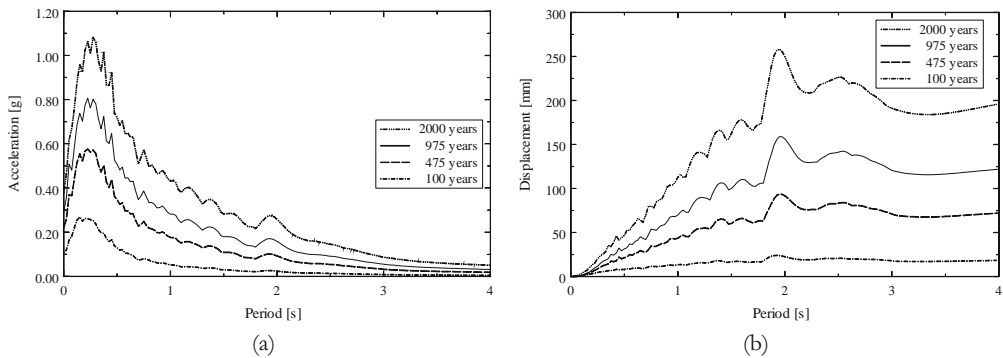 1.20
1.00
0.80
0.60
0.40
0.20
0.00
Acceleration [g]
2000 years
975 years
475 years
100 years
0 1 2 3 4
Period [s]
(a)
300
250
200
150
100
50
0
Displacement [mm]
2000 years
975 years
475 years
100 years
0 1 2 3 4
Period [s]
(b)